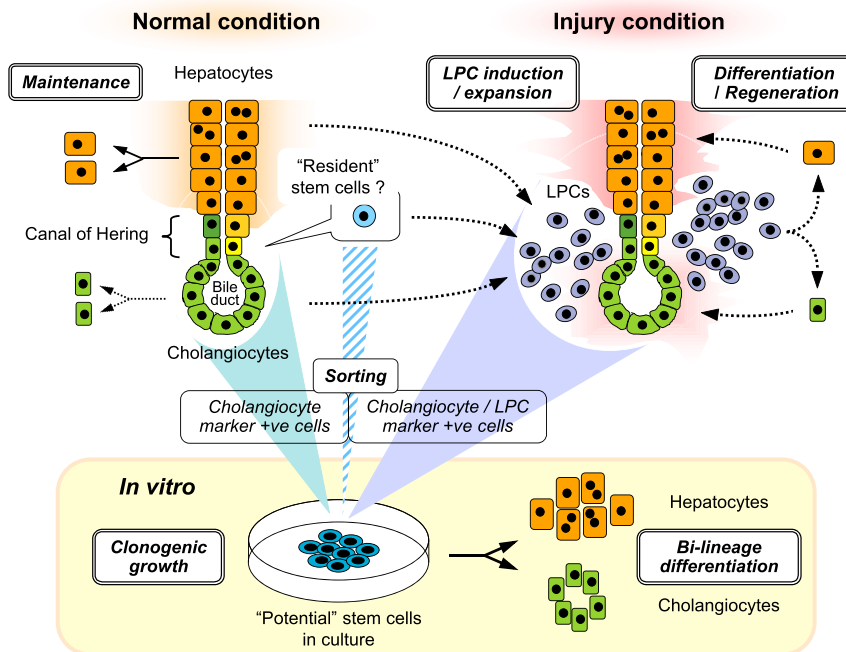 Normal condition
Injury condition
Maintenance
Hepatocytes
LPC induction
/ expansion
Differentiation
/ Regeneration
“Resident”
stem cells ?
LPCs
Canal of Hering
Bile
duct
Cholangiocytes
Sorting
Cholangiocyte
marker +ve cells
Cholangiocyte / LPC
marker +ve cells
In vitro
Clonogenic
growth
Hepatocytes
Bi-lineage
differentiation
Cholangiocytes
“Potential” stem cells
in culture